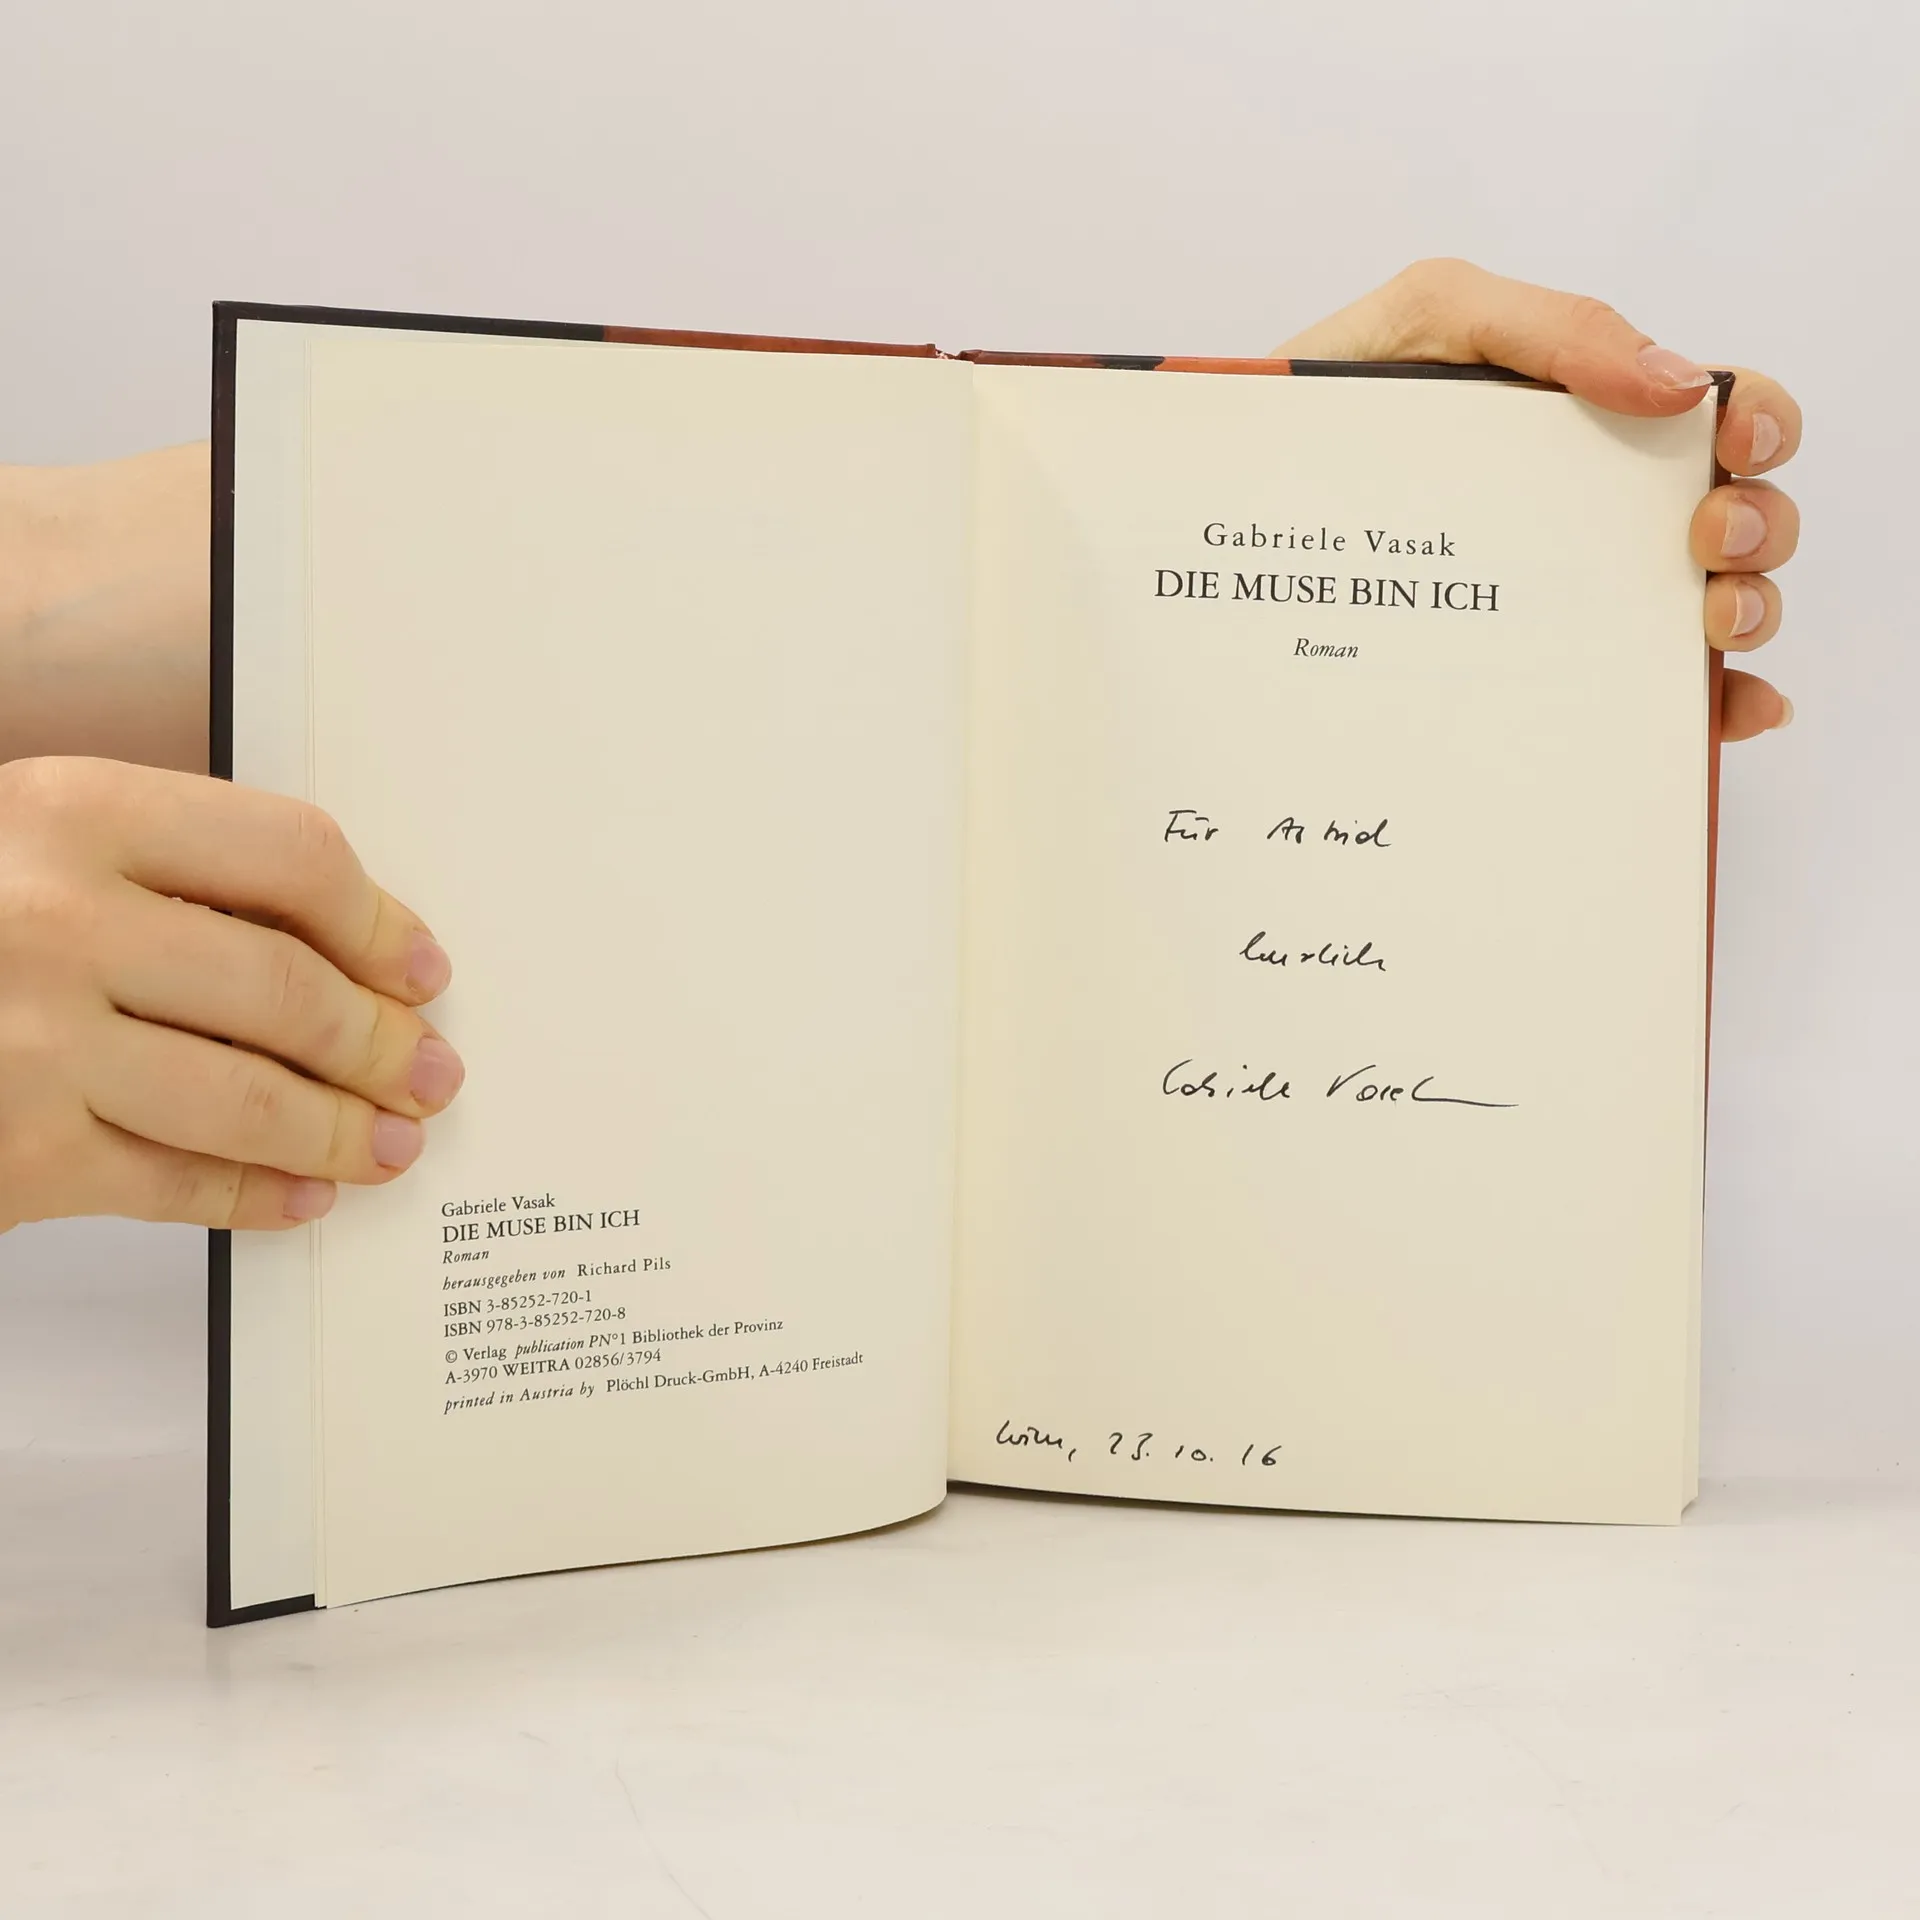 Gabriele Vasak
DIE MUSE BIN ICH
Roman
herausgegeben von Richard Pils
ISBN 3-85252-720-1
ISBN 978-3-85252-720-8
© Verlag publication PN°1 Bibliothek der Provinz
A-3970 WEITRA 02856/3794
printed in Austria by Plöchl Druck-GmbH, A-4240 Freistadt
Gabriele Vasak
DIE MUSE BIN ICH
Roman
Für Astrid
herzlich
Gabriele Vasak
Wien, 23. 10. 16